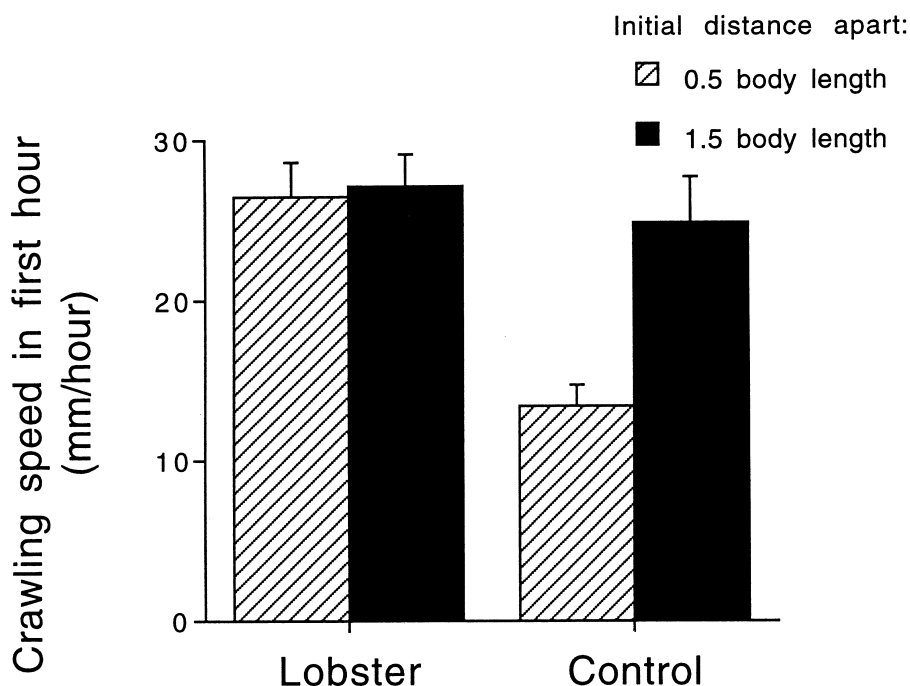 Initial distance apart:
0.5 body length
1.5 body length
Crawling speed in first hour
(mm/hour)
30
20
10
0
Lobster
Control